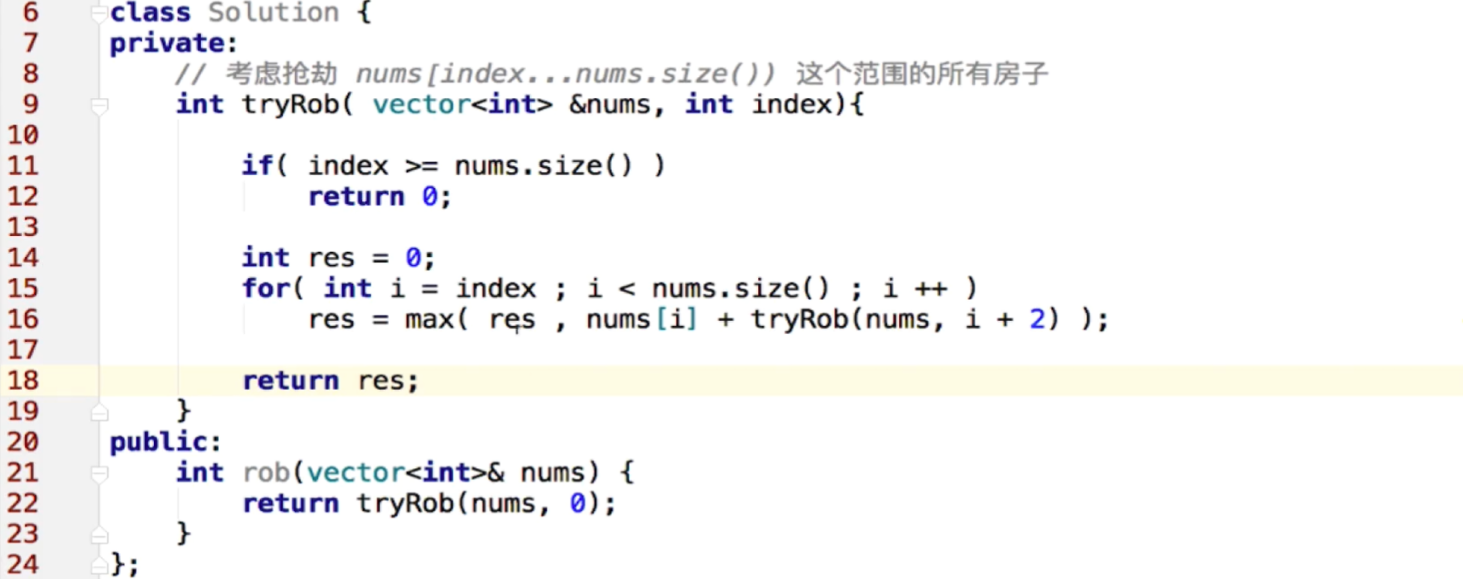 6 class Solution {
7 private:
8 // 考虑抢劫 nums[index...nums.size()) 这个范围的所有房子
9 int tryRob( vector<int> &nums, int index){
10
11 if( index >= nums.size() )
12 return 0;
13
14 int res = 0;
15 for( int i = index ; i < nums.size() ; i ++ )
16 res = max( res , nums[i] + tryRob(nums, i + 2) );
17
18 return res;
19 }
20 public:
21 int rob(vector<int>& nums) {
22 return tryRob(nums, 0);
23 }
24 };